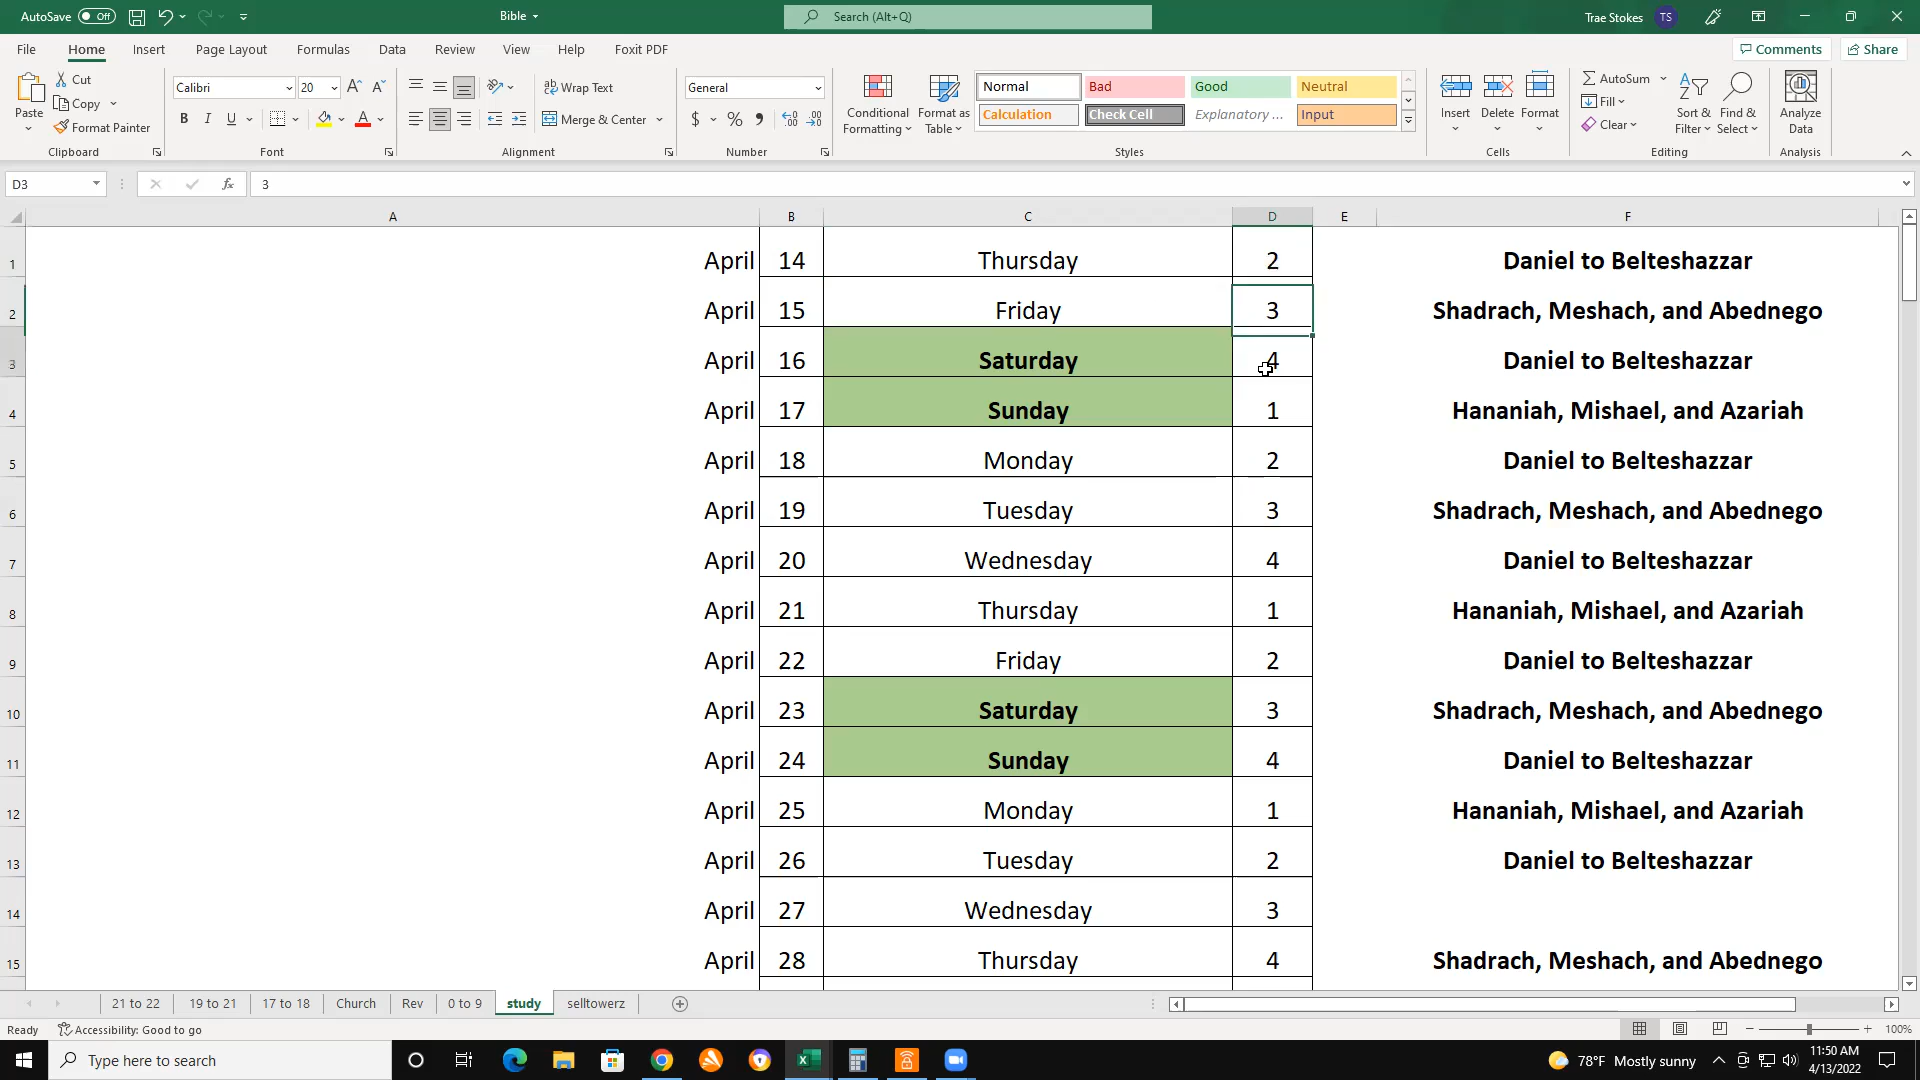 AutoSave Off Bible Search (Alt+Q) Trae Stokes TS
File Home Insert Page Layout Formulas Data Review View Help Foxit PDF Comments Share
Paste Cut Copy Format Painter Clipboard
Calibri 20 A A B I U A Font
ab Wrap Text Merge & Center Alignment
General $ % 9 Number
Conditional Formatting Format as Table
Normal Bad Good Neutral
Calculation Check Cell Explanatory ... Input
Styles
Insert Delete Format Cells
AutoSum Fill Clear Sort & Filter Find & Select Editing
Analyze Data Analysis
D3 fx 3
A B C D E F
1 April 14 Thursday 2 Daniel to Belteshazzar
2 April 15 Friday 3 Shadrach, Meshach, and Abednego
3 April 16 Saturday 4 Daniel to Belteshazzar
4 April 17 Sunday 1 Hananiah, Mishael, and Azariah
5 April 18 Monday 2 Daniel to Belteshazzar
6 April 19 Tuesday 3 Shadrach, Meshach, and Abednego
7 April 20 Wednesday 4 Daniel to Belteshazzar
8 April 21 Thursday 1 Hananiah, Mishael, and Azariah
9 April 22 Friday 2 Daniel to Belteshazzar
10 April 23 Saturday 3 Shadrach, Meshach, and Abednego
11 April 24 Sunday 4 Daniel to Belteshazzar
12 April 25 Monday 1 Hananiah, Mishael, and Azariah
13 April 26 Tuesday 2 Daniel to Belteshazzar
14 April 27 Wednesday 3
15 April 28 Thursday 4 Shadrach, Meshach, and Abednego
21 to 22 19 to 21 17 to 18 Church Rev 0 to 9 study selltowerz
Ready Accessibility: Good to go 100%
Type here to search 78°F Mostly sunny 11:50 AM
4/13/2022